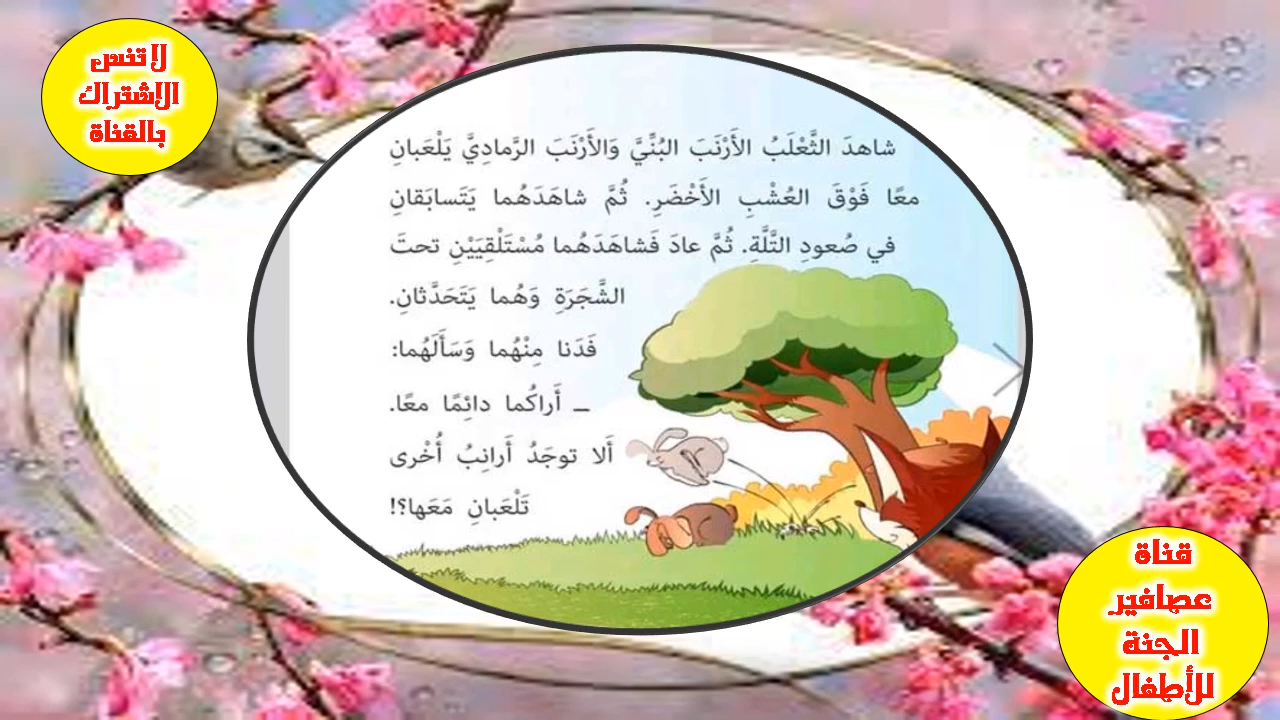 لا تنس
الاشتراك
بالقناة
شاهدَ الثَّعْلَبُ الأَرْنَبَ البُنِّيَّ وَالأَرْنَبَ الرَّمادِيَّ يَلْعَبانِ
معًا فَوْقَ العُشْبِ الأَخْضَرِ. ثُمَّ شاهَدَهُما يَتَسابَقانِ
في صُعودِ التَّلَّةِ. ثُمَّ عادَ فَشاهَدَهُما مُسْتَلْقِيَيْنِ تحتَ
الشَّجَرَةِ وَهُما يَتَحَدَّثانِ.
فَدَنا مِنْهُما وَسَأَلَهُما:
ــ أَراكُما دائِمًا معًا.
أَلا توجَدُ أَرانِبُ أُخْرى
تَلْعَبانِ مَعَها؟!
قناة
عصافير
الجنة
للأطفال